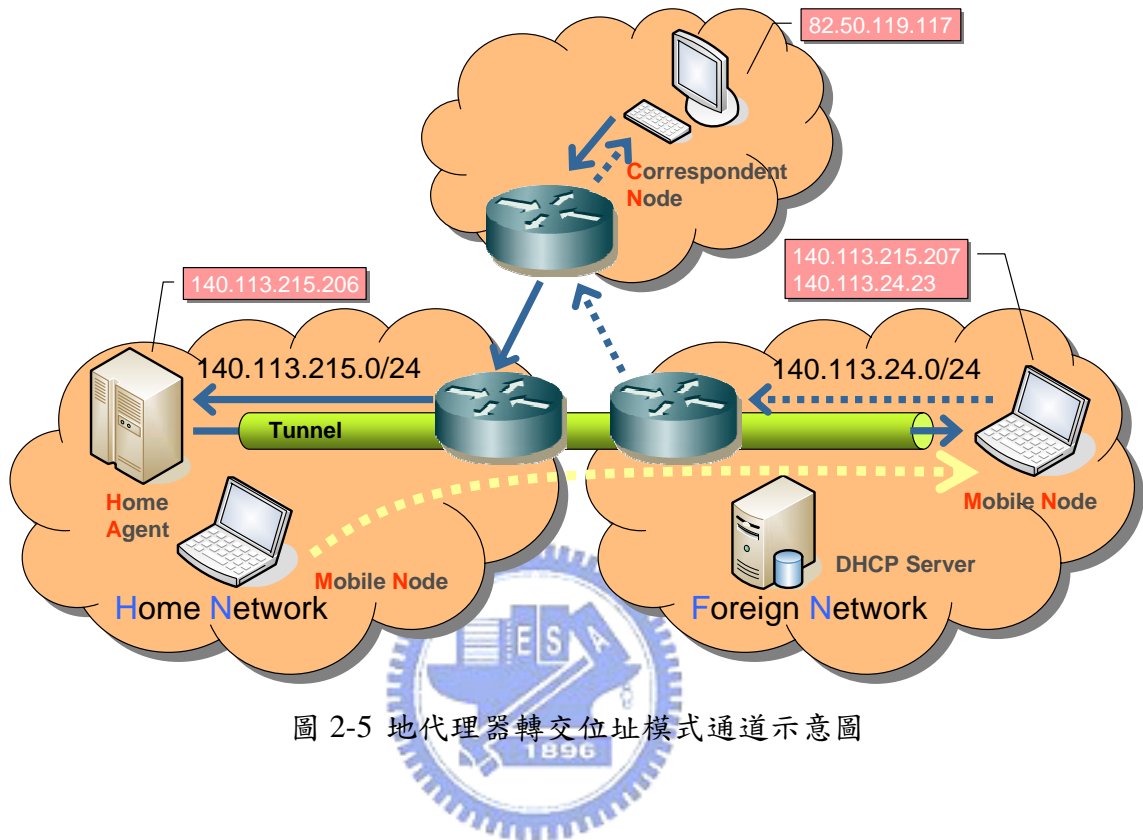 82.50.119.117
Correspondent
Node
140.113.215.207
140.113.24.23
140.113.215.206
140.113.215.0/24
140.113.24.0/24
Tunnel
Home
Agent
Mobile Node
Mobile Node
DHCP Server
Home Network
Foreign Network
E S A
圖 2-5 地代理器轉交位址模式通道示意圖
1896